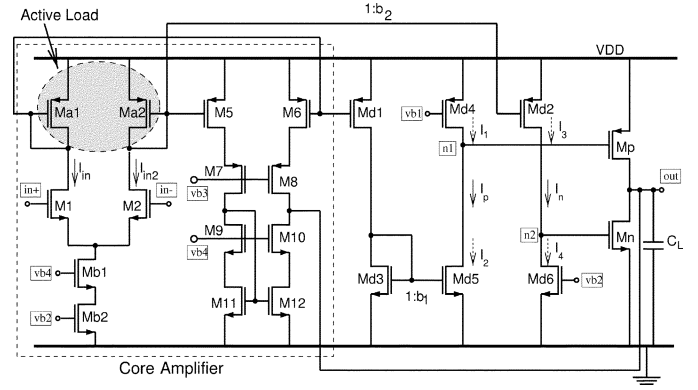 Active Load
1:b2
VDD
Ma1
Ma2
M5
M6
Md1
vb1
Md4
Md2
I1
I3
n1
Mp
Iin
Iin2
M7
vb3
M8
in+
M1
M2
in-
Ip
In
out
M9
vb4
M10
n2
Mn
CL
vb4
Mb1
I2
I4
Md3
Md5
Md6
vb2
vb2
Mb2
M11
M12
1:b1
Core Amplifier